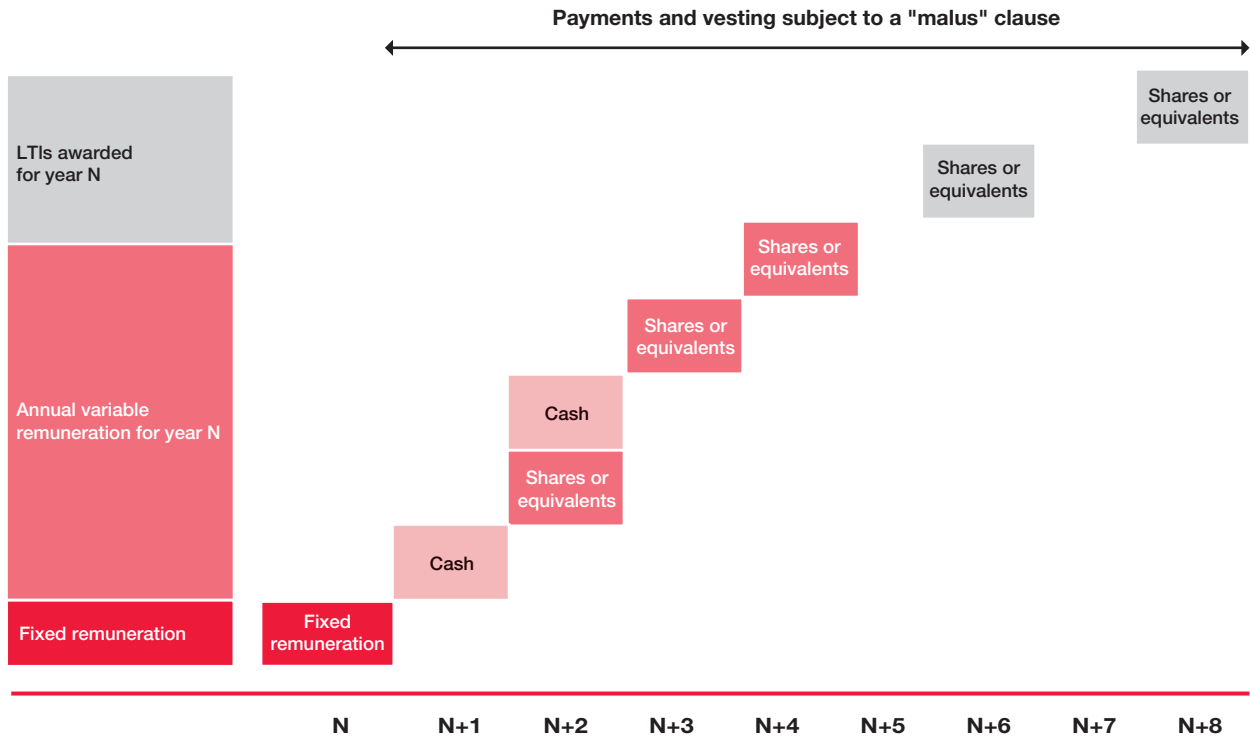 Payments and vesting subject to a "malus" clause
Shares or
equivalents
LTIs awarded
for year N
Shares or
equivalents
Shares or
equivalents
Shares or
equivalents
Annual variable
remuneration for year N
Cash
Shares or
equivalents
Cash
Fixed remuneration
Fixed
remuneration
N N+1 N+2 N+3 N+4 N+5 N+6 N+7 N+8